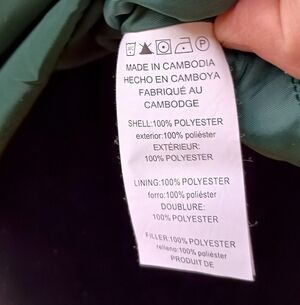 MADE IN CAMBODIA
HECHO EN CAMBOYA
FABRIQUÉ AU
CAMBODGE
SHELL:100% POLYESTER
exterior:100% poliéster
EXTÉRIEUR:
100% POLYESTER
LINING:100% POLYESTER
forro:100% poliéster
DOUBLURE:
100% POLYESTER
FILLER:100% POLYESTER
relleno:100% poliéster
PRODUIT DE